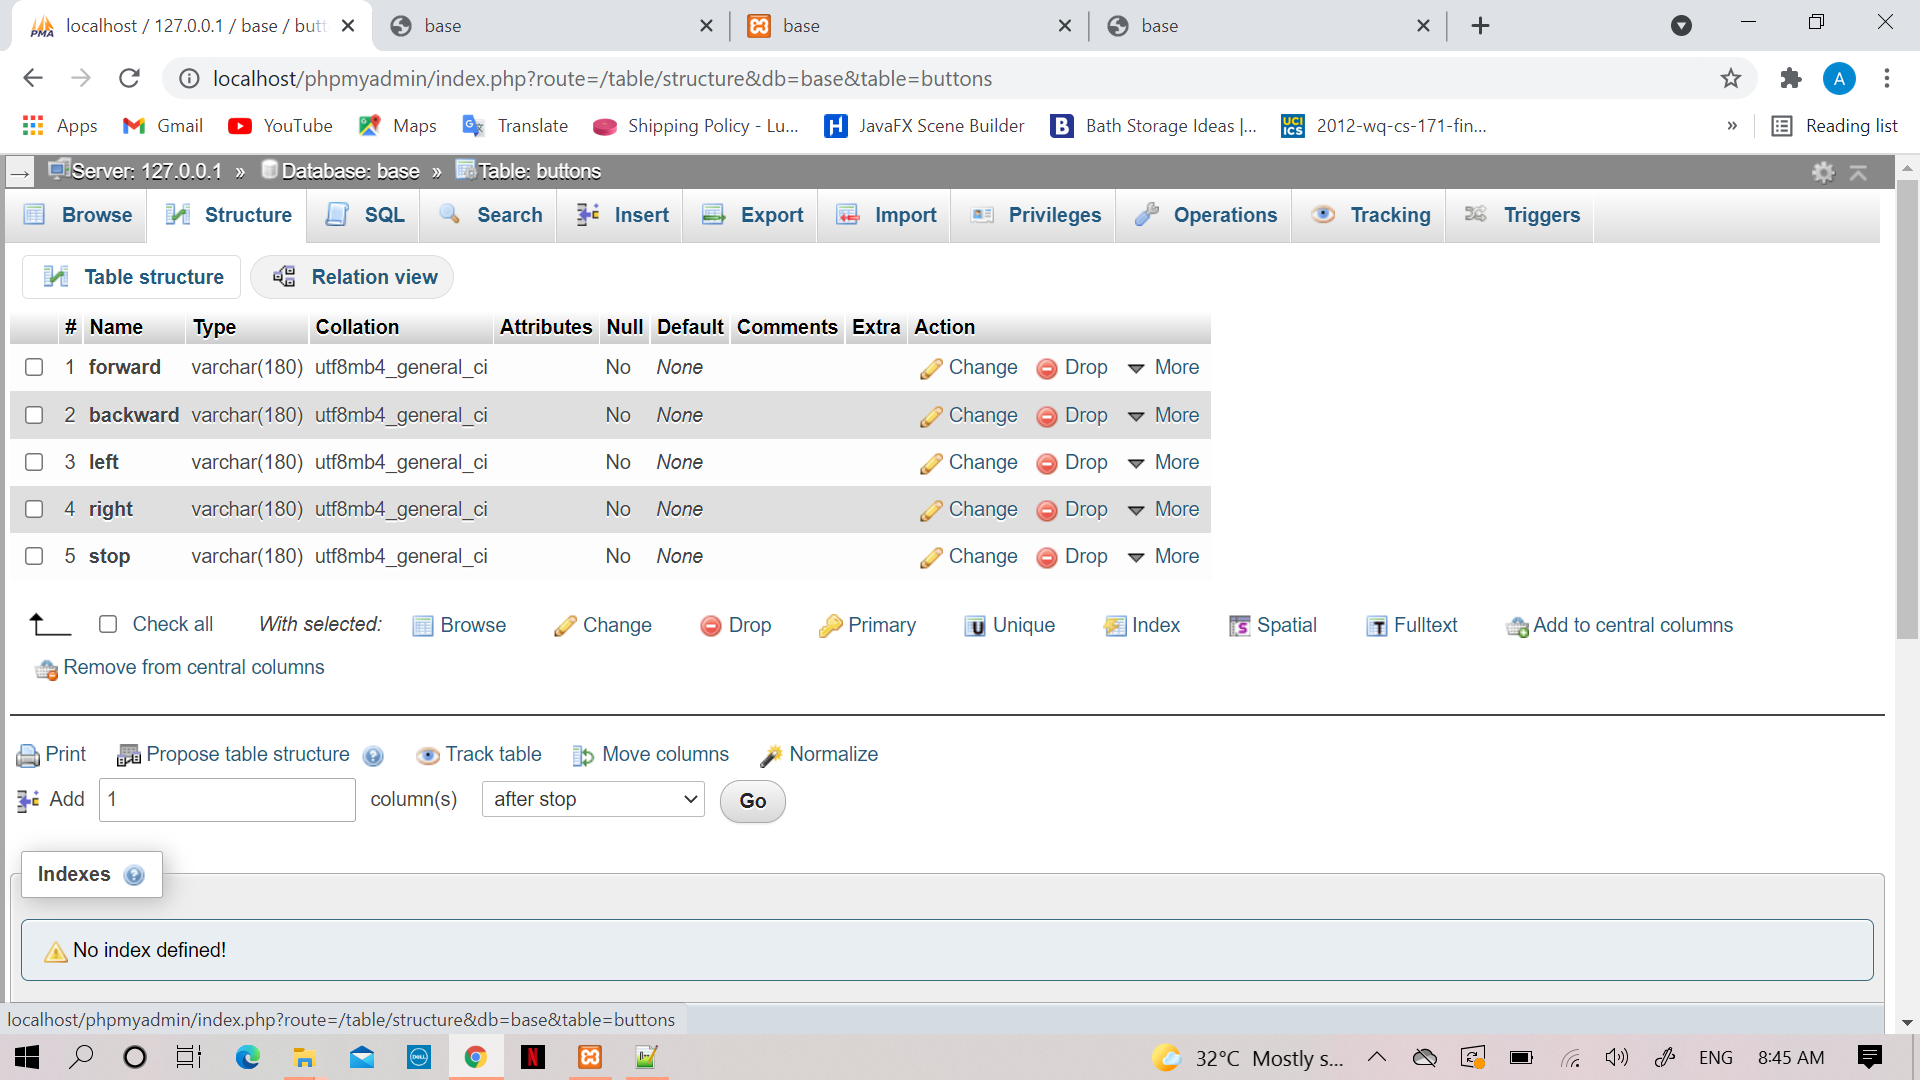 localhost / 127.0.0.1 / base / butt
base
base
base
localhost/phpmyadmin/index.php?route=/table/structure&db=base&table=buttons
A
Apps
Gmail
YouTube
Maps
Translate
Shipping Policy - Lu...
JavaFX Scene Builder
Bath Storage Ideas |...
2012-wq-cs-171-fin...
»
Reading list
Server: 127.0.0.1 » Database: base » Table: buttons
Browse
Structure
SQL
Search
Insert
Export
Import
Privileges
Operations
Tracking
Triggers
Table structure
Relation view
# Name Type Collation Attributes Null Default Comments Extra Action
1 forward varchar(180) utf8mb4_general_ci No None Change Drop More
2 backward varchar(180) utf8mb4_general_ci No None Change Drop More
3 left varchar(180) utf8mb4_general_ci No None Change Drop More
4 right varchar(180) utf8mb4_general_ci No None Change Drop More
5 stop varchar(180) utf8mb4_general_ci No None Change Drop More
Check all With selected: Browse Change Drop Primary Unique Index Spatial Fulltext Add to central columns
Remove from central columns
Print Propose table structure Track table Move columns Normalize
Add 1 column(s) after stop Go
Indexes
No index defined!
localhost/phpmyadmin/index.php?route=/table/structure&db=base&table=buttons
32°C Mostly s...
ENG
8:45 AM